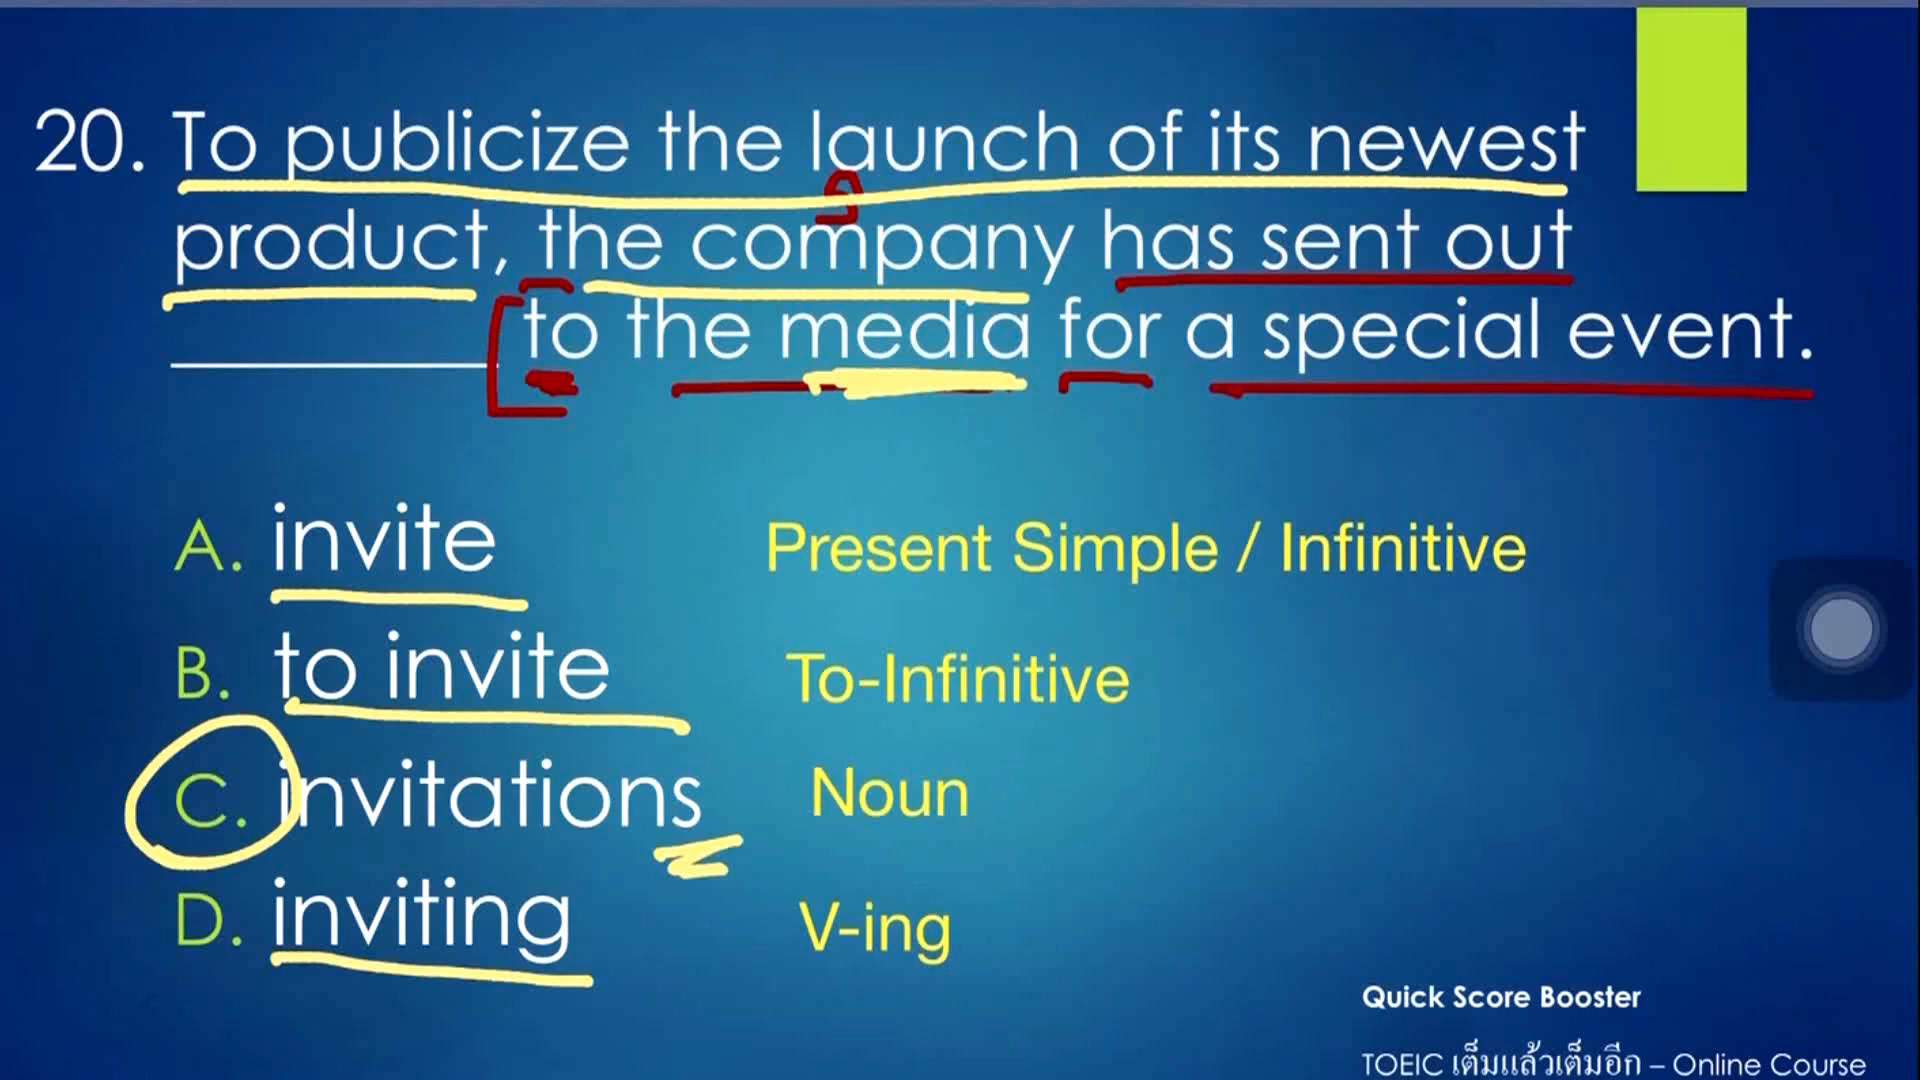 20. To publicize the launch of its newest
product, the company has sent out
__________ to the media for a special event.
A. invite Present Simple / Infinitive
B. to invite To-Infinitive
C. invitations Noun
D. inviting V-ing
Quick Score Booster
TOEIC เต็มแล้วเต็มอีก – Online Course